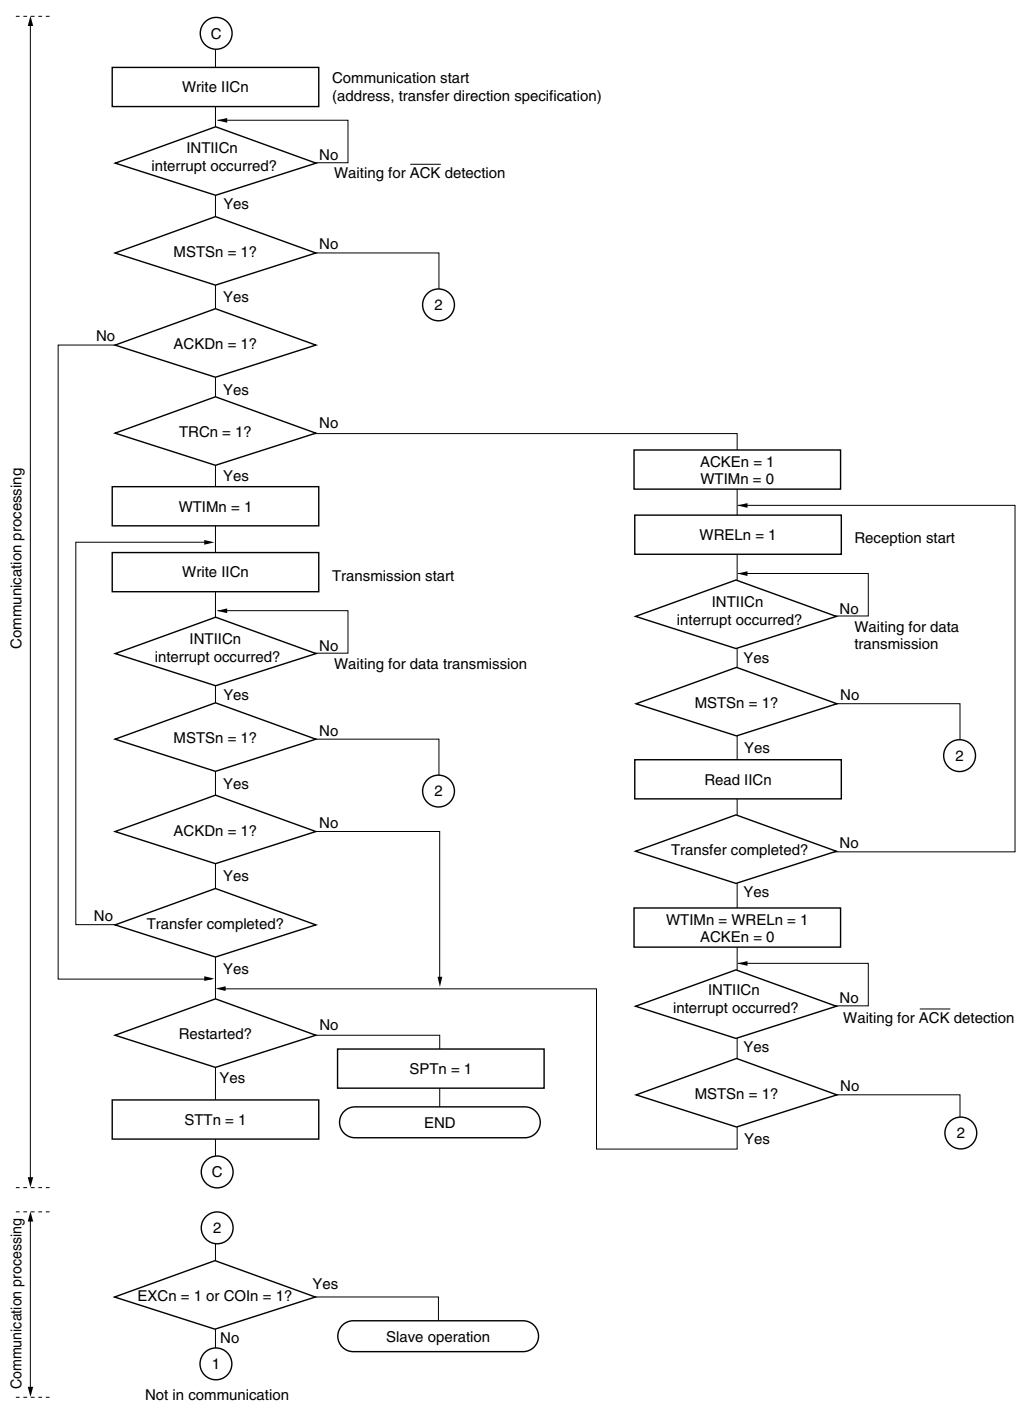 C
Write IICn
Communication start
(address, transfer direction specification)
INTIICn
interrupt occurred?
No
Waiting for ACK detection
Yes
MSTSn = 1?
No
2
Yes
ACKDn = 1?
No
Yes
TRCn = 1?
No
Yes
WTIMn = 1
Write IICn
Transmission start
INTIICn
interrupt occurred?
No
Waiting for data transmission
Yes
MSTSn = 1?
No
2
Yes
ACKDn = 1?
No
Yes
Transfer completed?
No
Yes
Restarted?
No
Yes
SPTn = 1
END
STTn = 1
C
ACKEn = 1
WTIMn = 0
WRELn = 1
Reception start
INTIICn
interrupt occurred?
No
Waiting for data
transmission
Yes
MSTSn = 1?
No
2
Yes
Read IICn
Transfer completed?
No
Yes
WTIMn = WRELn = 1
ACKEn = 0
INTIICn
interrupt occurred?
No
Waiting for ACK detection
Yes
MSTSn = 1?
No
2
Yes
Communication processing
2
EXCn = 1 or COIn = 1?
Yes
Slave operation
No
1
Not in communication
Communication processing